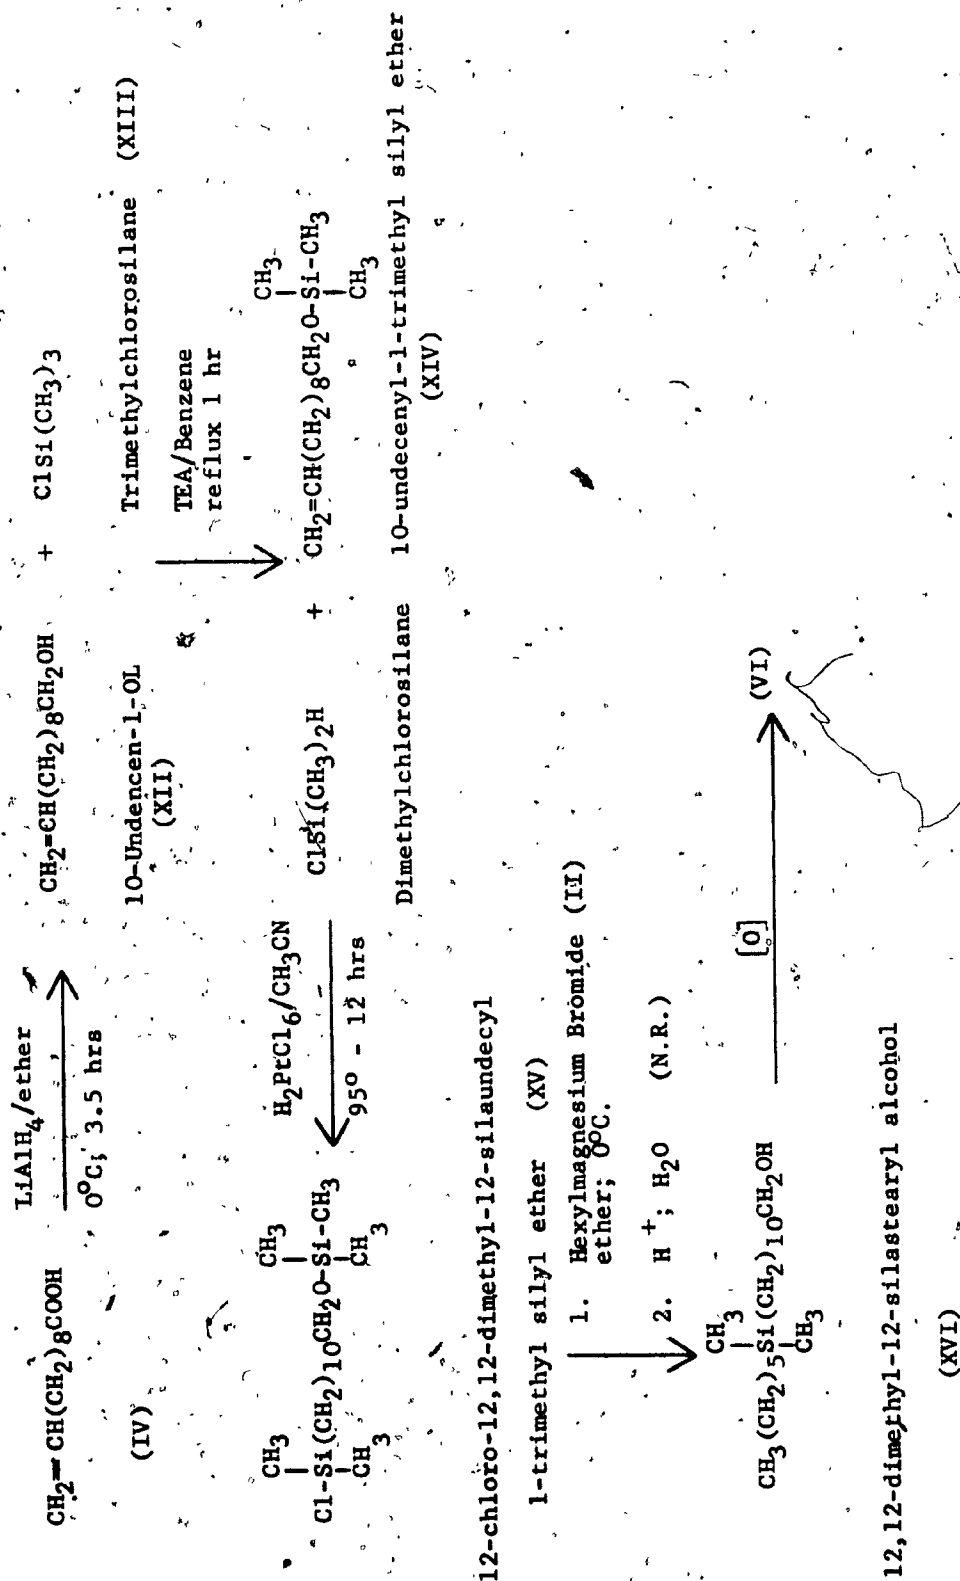 LiAlH4/ether
CH2=CH(CH2)8COOH CH2=CH(CH2)8CH2OH + ClSi(CH3)3
0°C; 3.5 hrs
(IV) 10-Undencen-1-OL Trimethylchlorosilane (XIII)
(XII)
TEA/Benzene
reflux 1 hr
CH3 CH3 H2PtCl6/CH3CN CH3
Cl-Si(CH2)10CH2O-Si-CH3 ClSi(CH3)2H + CH2=CH(CH2)8CH2O-Si-CH3
CH3 CH3 95° - 12 hrs CH3
Dimethylchlorosilane 10-undecenyl-1-trimethyl silyl ether
(XIV)
12-chloro-12,12-dimethyl-12-silaundecyl
1-trimethyl silyl ether (XV)
1. Hexylmagnesium Bromide (II)
ether; 0°C.
2. H+; H2O (N.R.)
CH3
CH3(CH2)5Si(CH2)10CH2OH [O] (VI)
CH3
12,12-dimethyl-12-silastearyl alcohol
(XVI)